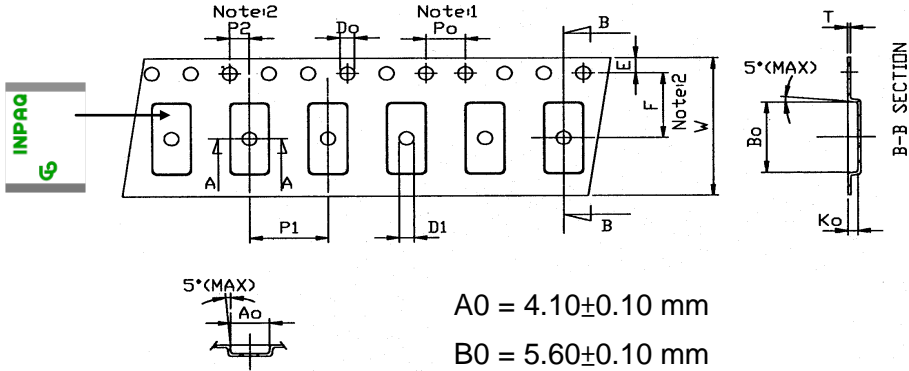 Note:2
P2
Do
Note:1
Po
B
T
E
5°(MAX)
F
Note:2
W
Bo
B-B SECTION
INPAQ
A
A
P1
D1
B
Ko
5°(MAX)
Ao
A0 = 4.10±0.10 mm
B0 = 5.60±0.10 mm